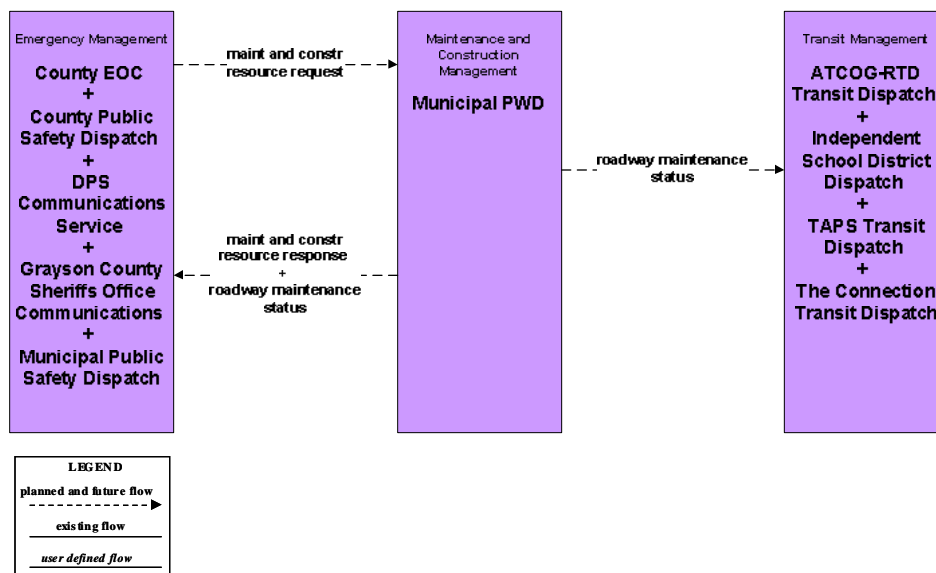 Emergency Management
County EOC
+
County Public
Safety Dispatch
+
DPS
Communications
Service
+
Grayson County
Sheriffs Office
Communications
+
Municipal Public
Safety Dispatch
maint and constr
resource request
maint and constr
resource response
+
roadway maintenance
status
Maintenance and
Construction
Management
Municipal PWD
roadway maintenance
status
Transit Management
ATCOG-RTD
Transit Dispatch
+
Independent
School District
Dispatch
+
TAPS Transit
Dispatch
+
The Connection
Transit Dispatch
LEGEND
planned and future flow
existing flow
user defined flow